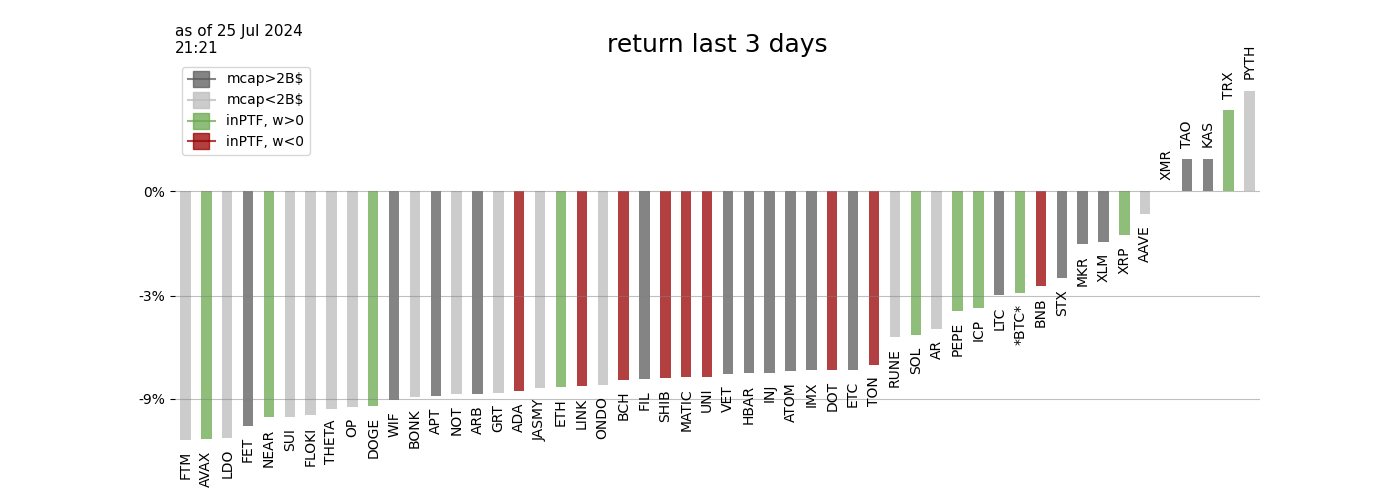 as of 25 Jul 2024
21:21
return last 3 days
mcap>2B$
mcap<2B$
inPTF, w>0
inPTF, w<0
0%
-3%
-9%
FTM
AVAX
LDO
FET
NEAR
SUI
FLOKI
THETA
OP
DOGE
WIF
BONK
APT
NOT
ARB
GRT
ADA
JASMY
ETH
LINK
ONDO
BCH
FIL
SHIB
MATIC
UNI
VET
HBAR
INJ
ATOM
IMX
DOT
ETC
TON
RUNE
SOL
AR
PEPE
ICP
LTC
*BTC*
BNB
STX
MKR
XLM
XRP
AAVE
XMR
TAO
KAS
TRX
PYTH